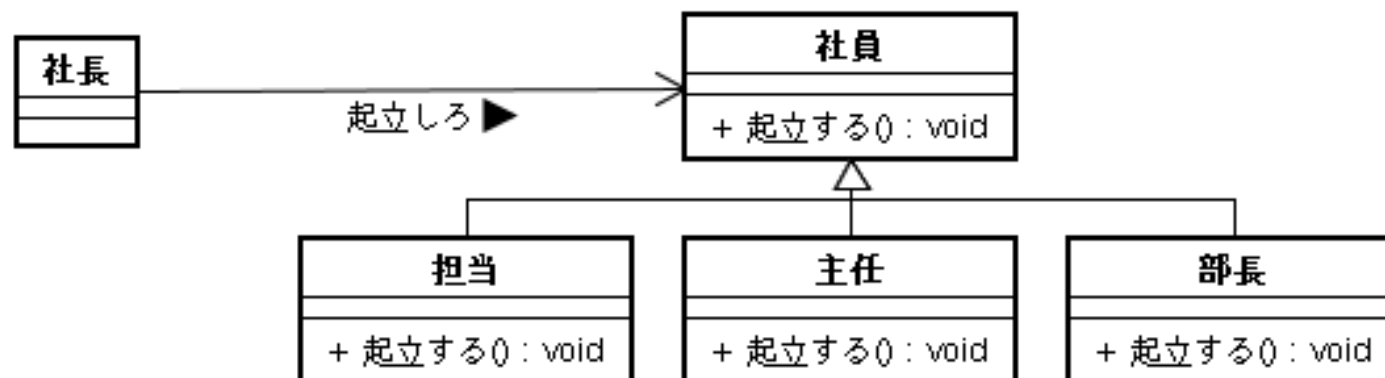 社長
社員
起立しろ ▶
+ 起立する() : void
担当
主任
部長
+ 起立する() : void
+ 起立する() : void
+ 起立する() : void